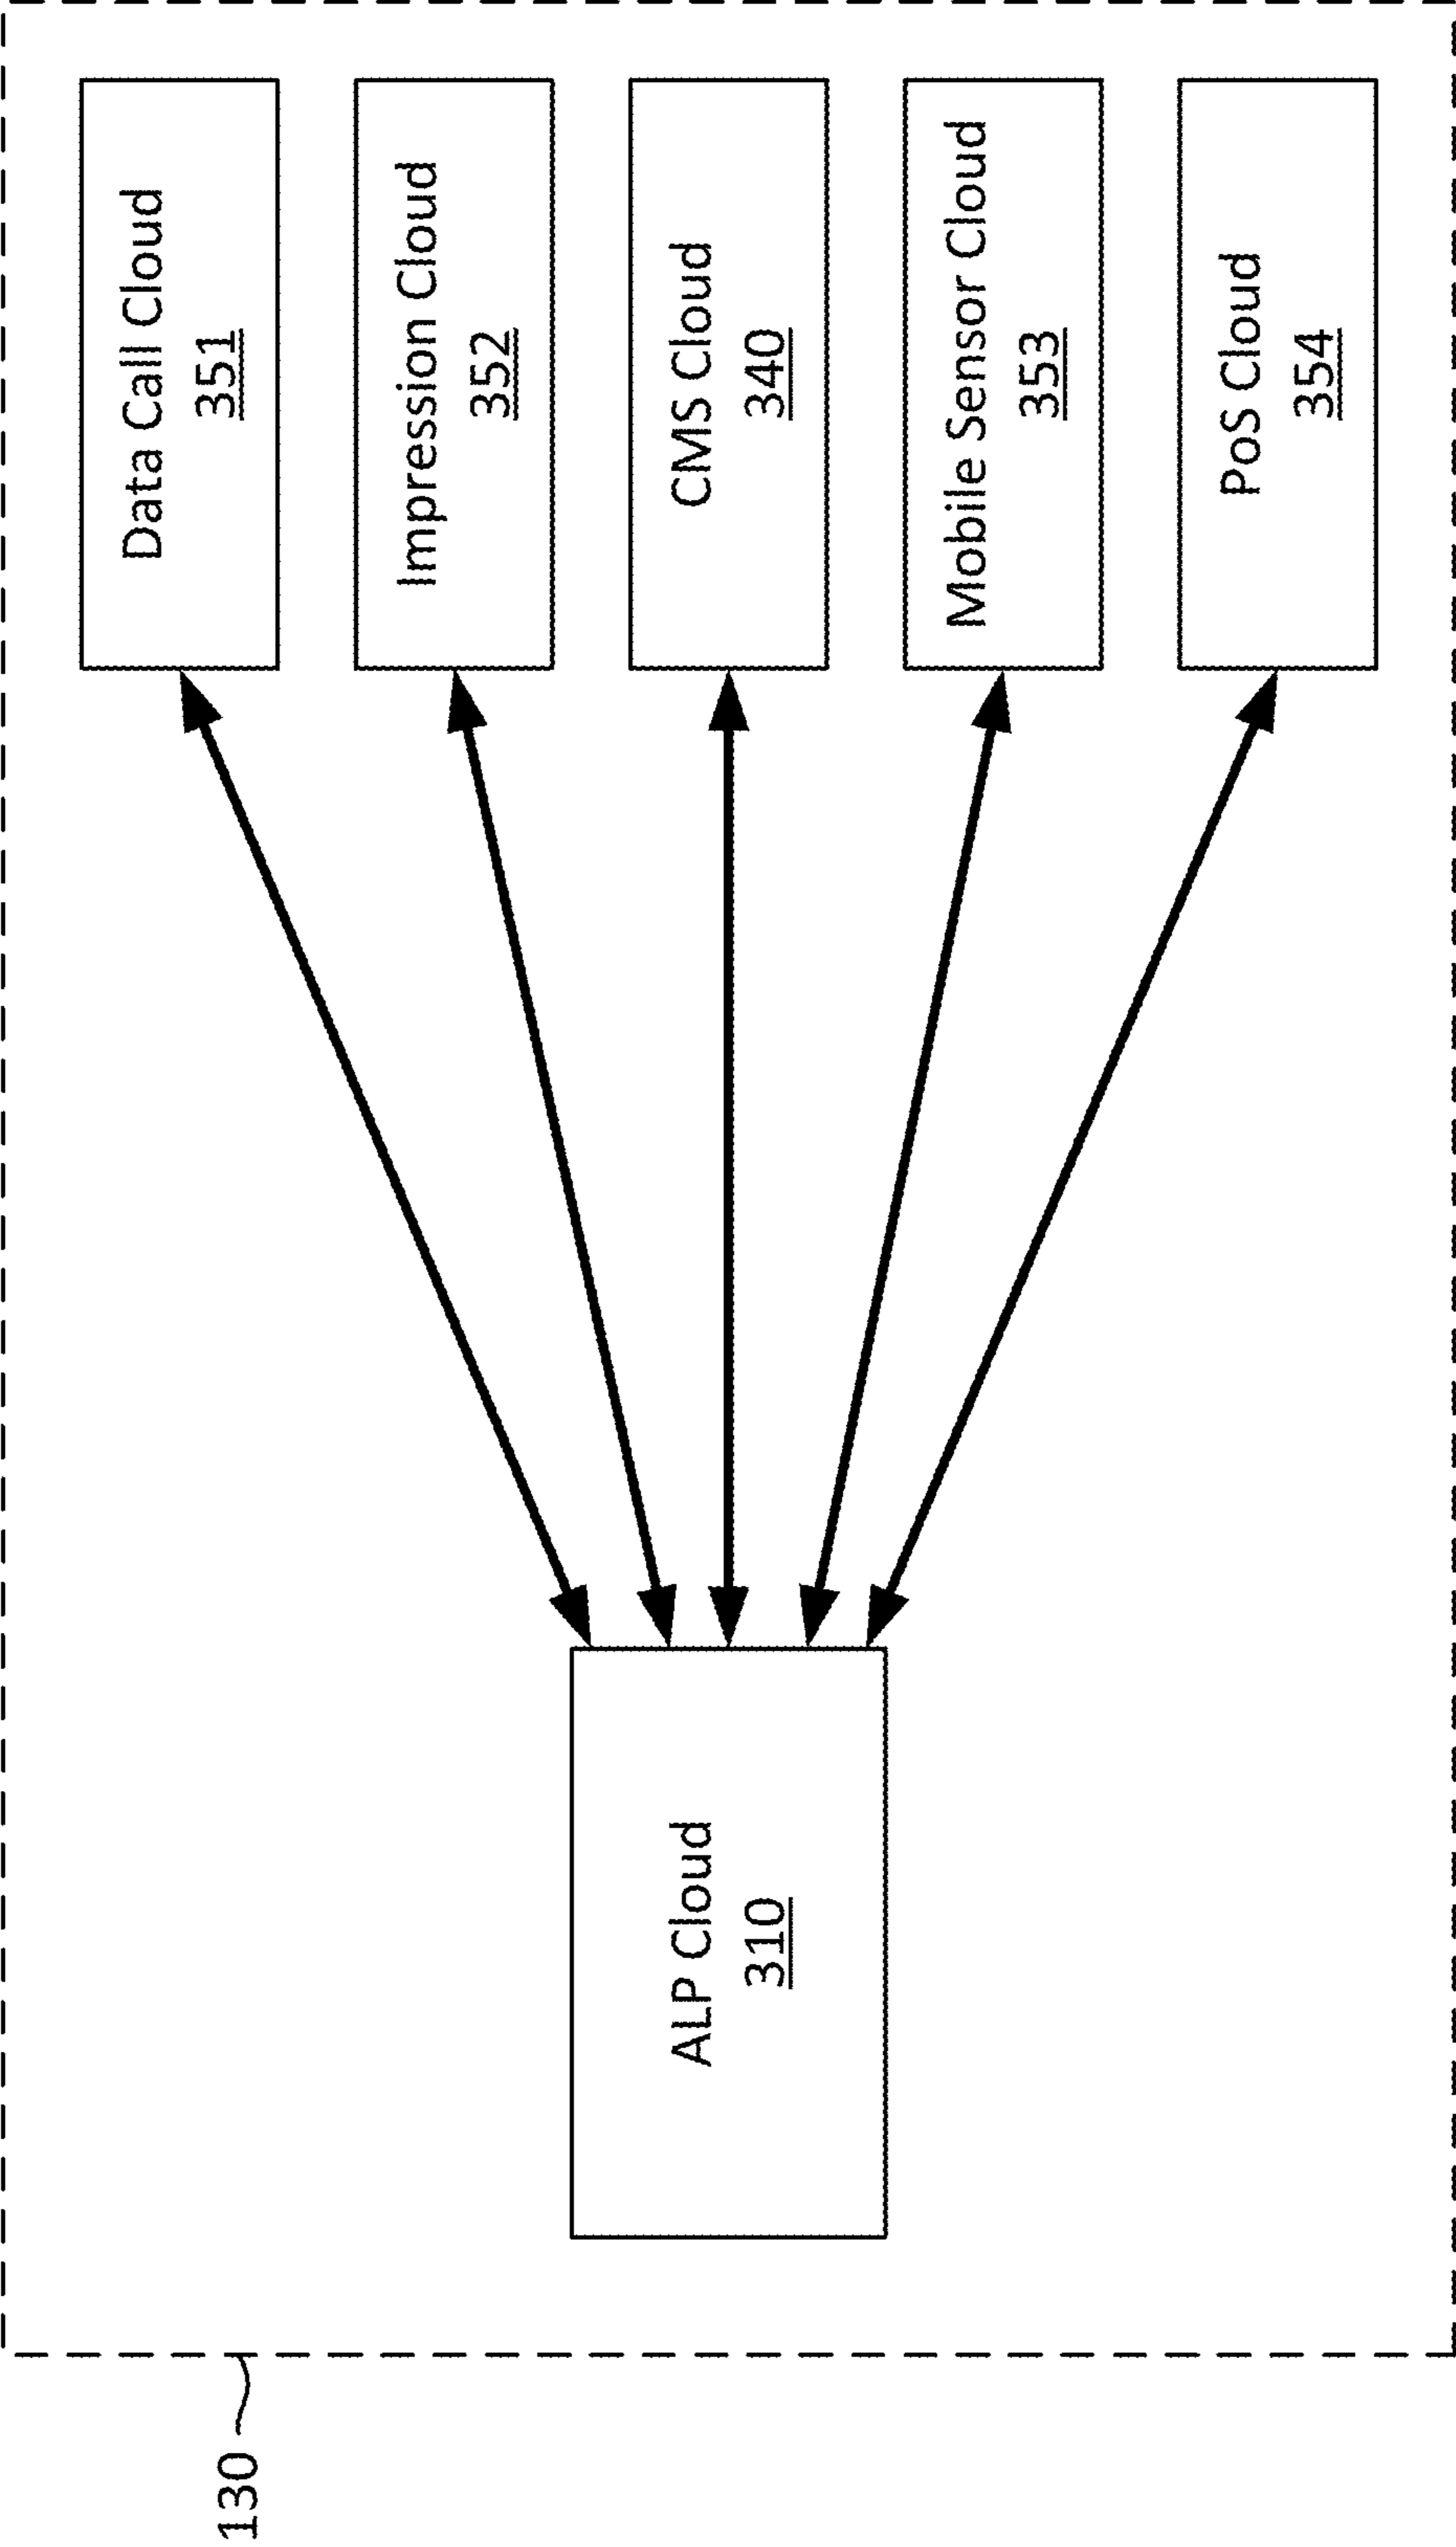 130
ALP Cloud
310
Data Call Cloud
351
Impression Cloud
352
CMS Cloud
340
Mobile Sensor Cloud
353
PoS Cloud
354